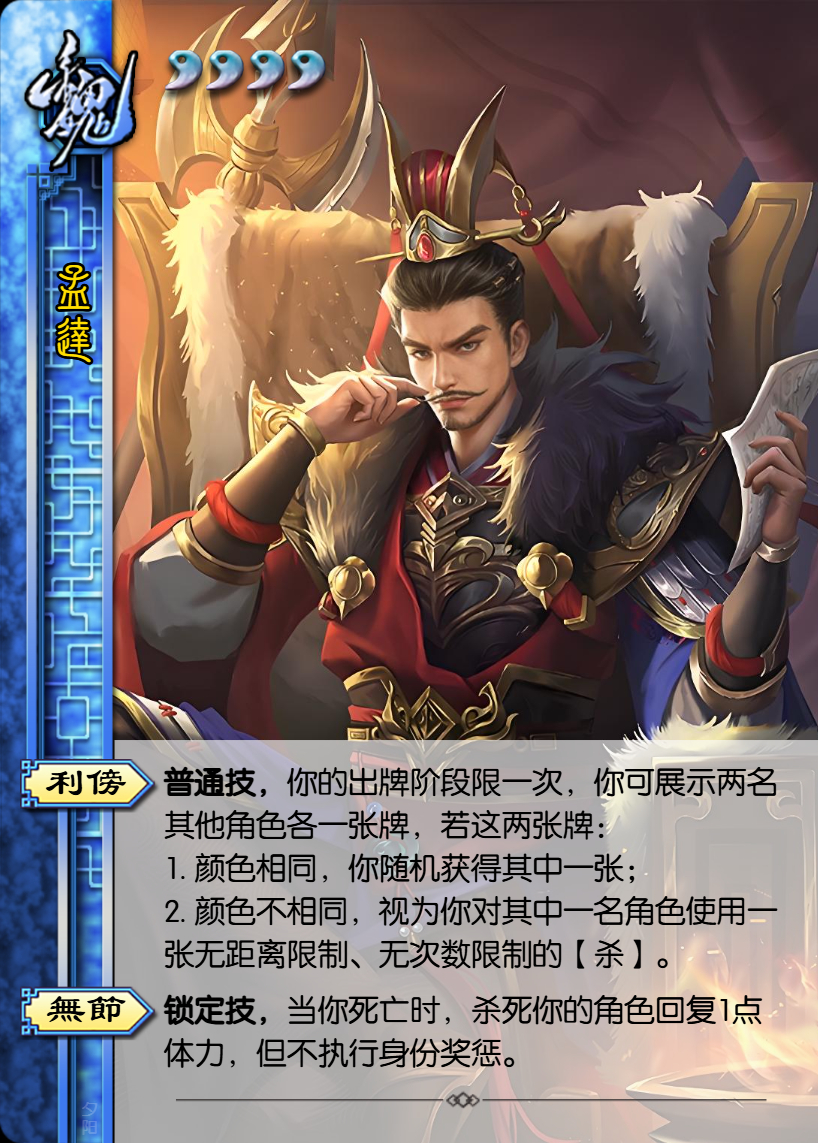 魏
孟達
利傍
普通技，你的出牌阶段限一次，你可展示两名
其他角色各一张牌，若这两张牌：
1. 颜色相同，你随机获得其中一张；
2. 颜色不相同，视为你对其中一名角色使用一
张无距离限制、无次数限制的【杀】。
無節
锁定技，当你死亡时，杀死你的角色回复1点
体力，但不执行身份奖惩。
夕阳